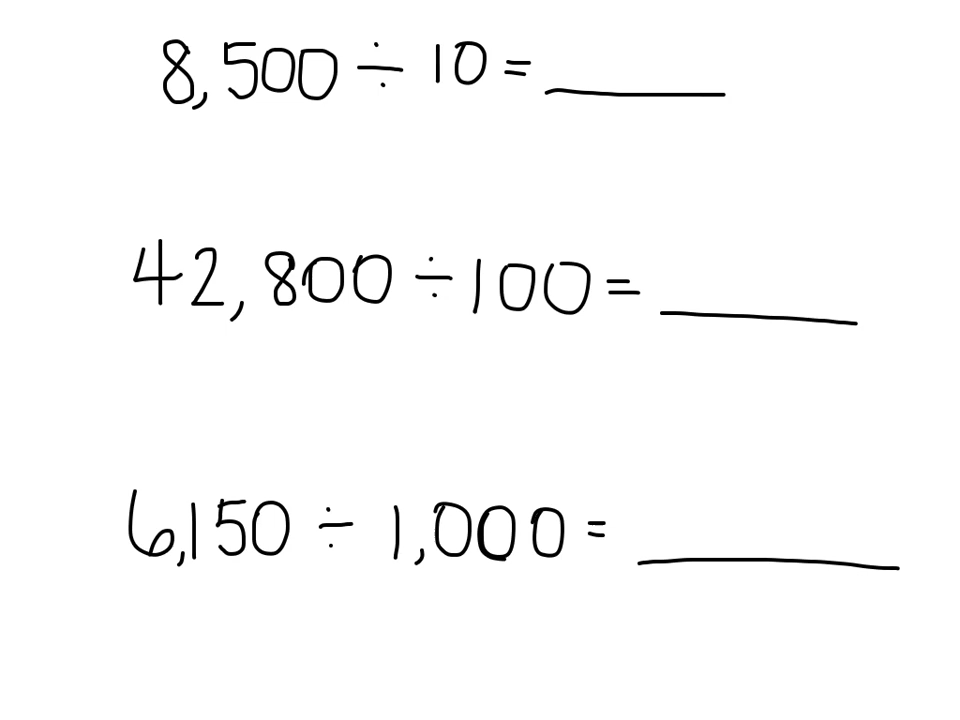 8,500 ÷ 10 = ______
42,800 ÷ 100 = ______
6,150 ÷ 1,000 = ______